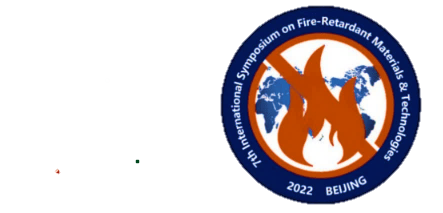 7th International Symposium on Fire-Retardant Materials & Technologies
2022 BEIJING